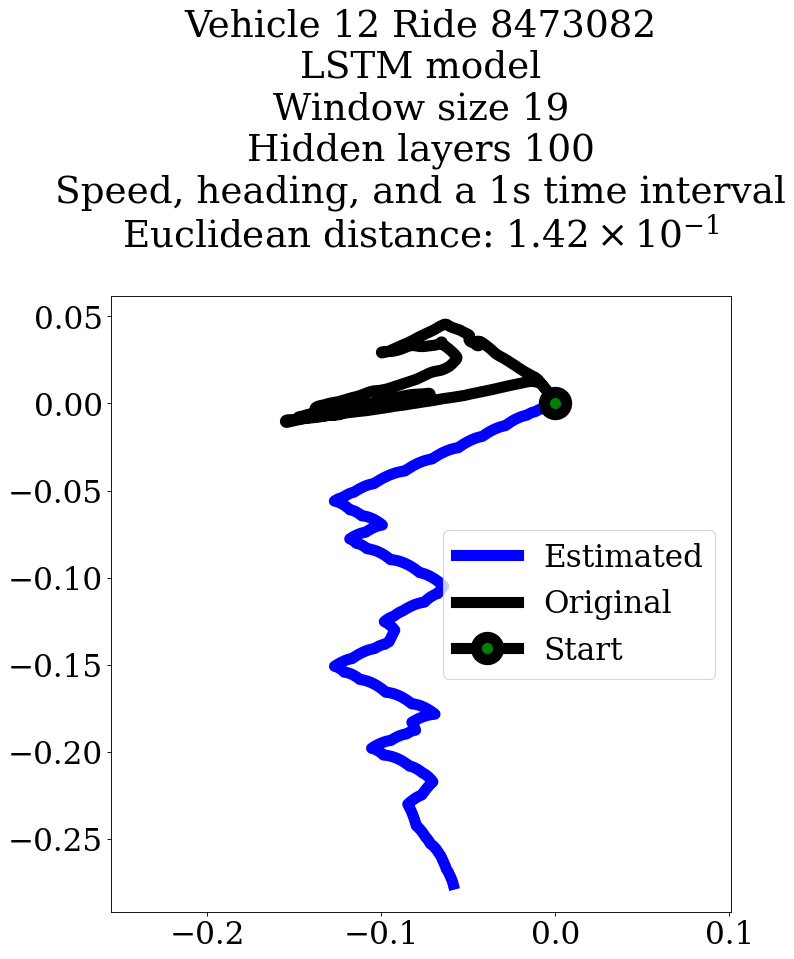 Vehicle 12 Ride 8473082
LSTM model
Window size 19
Hidden layers 100
Speed, heading, and a 1s time interval
Euclidean distance: 1.42 × 10⁻¹
0.05
0.00
−0.05
−0.10
−0.15
−0.20
−0.25
Estimated
Original
Start
−0.2
−0.1
0.0
0.1